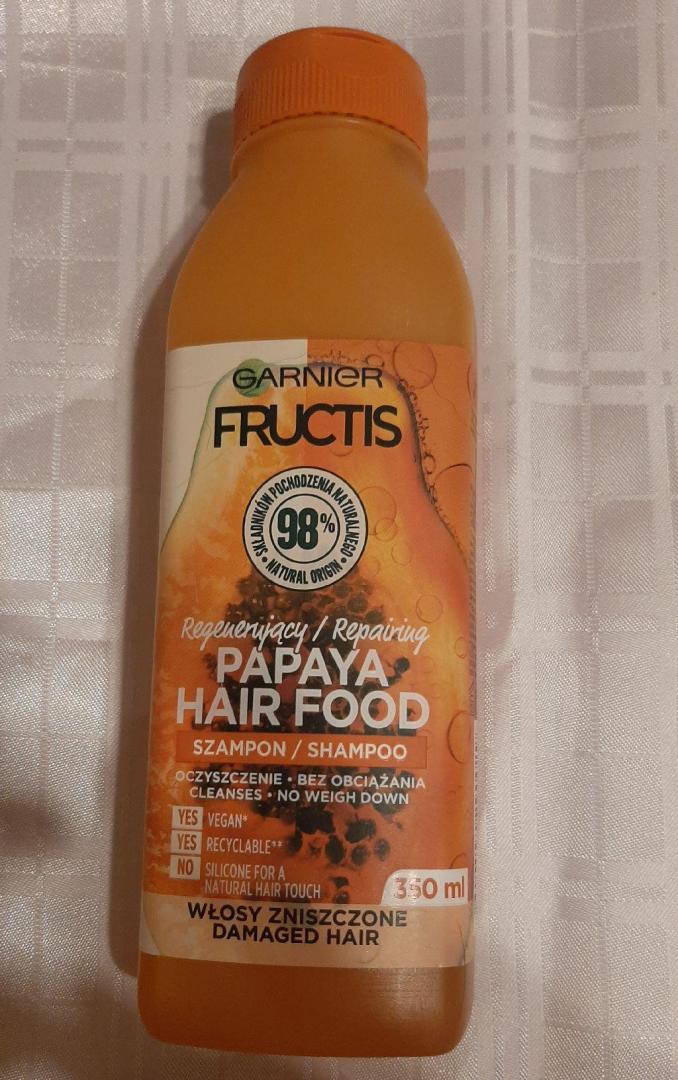 GARNIER
FRUCTIS
SKŁADNIKÓW POCHODZENIA NATURALNEGO
98%
• NATURAL ORIGIN •
Regenerujący / Repairing
PAPAYA
HAIR FOOD
SZAMPON / SHAMPOO
OCZYSZCZENIE • BEZ OBCIĄŻANIA
CLEANSES • NO WEIGH DOWN
YES VEGAN*
YES RECYCLABLE**
NO SILICONE FOR A
NATURAL HAIR TOUCH
350 ml
WŁOSY ZNISZCZONE
DAMAGED HAIR